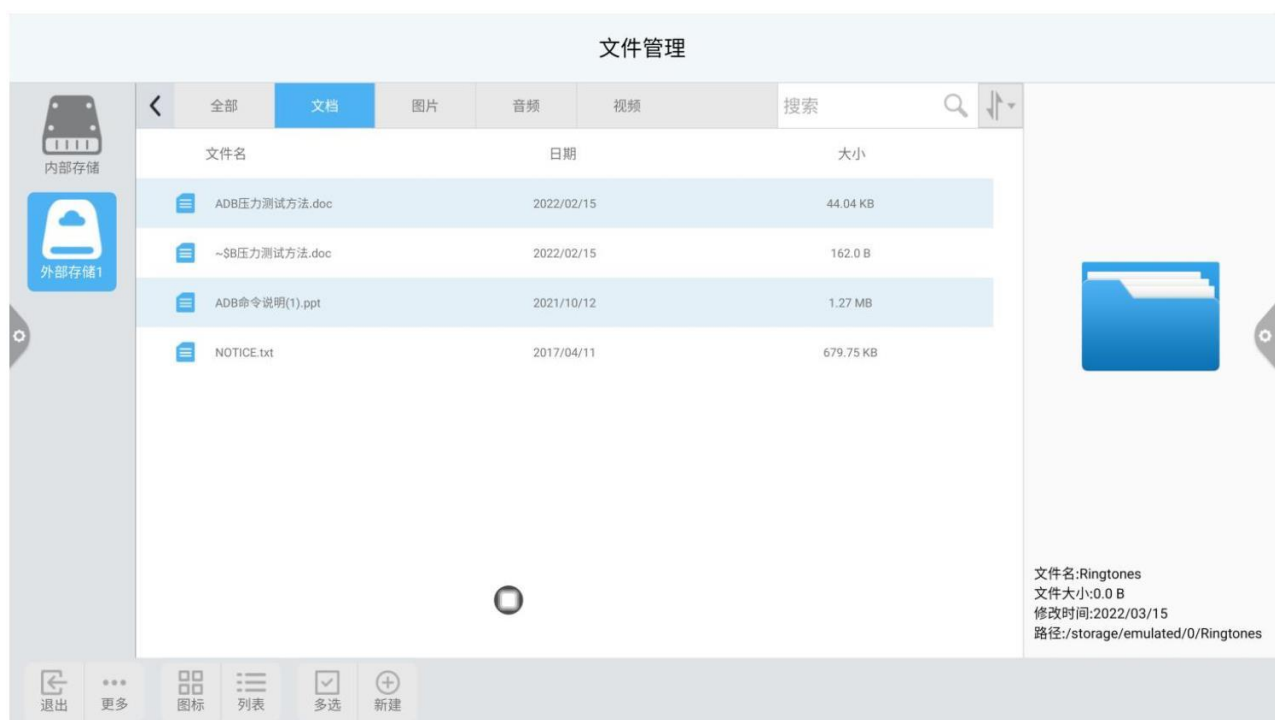 文件管理
全部 文档 图片 音频 视频 搜索
内部存储
外部存储1
文件名 日期 大小
ADB压力测试方法.doc 2022/02/15 44.04 KB
~$B压力测试方法.doc 2022/02/15 162.0 B
ADB命令说明(1).ppt 2021/10/12 1.27 MB
NOTICE.txt 2017/04/11 679.75 KB
文件名:Ringtones
文件大小:0.0 B
修改时间:2022/03/15
路径:/storage/emulated/0/Ringtones
退出 更多 图标 列表 多选 新建